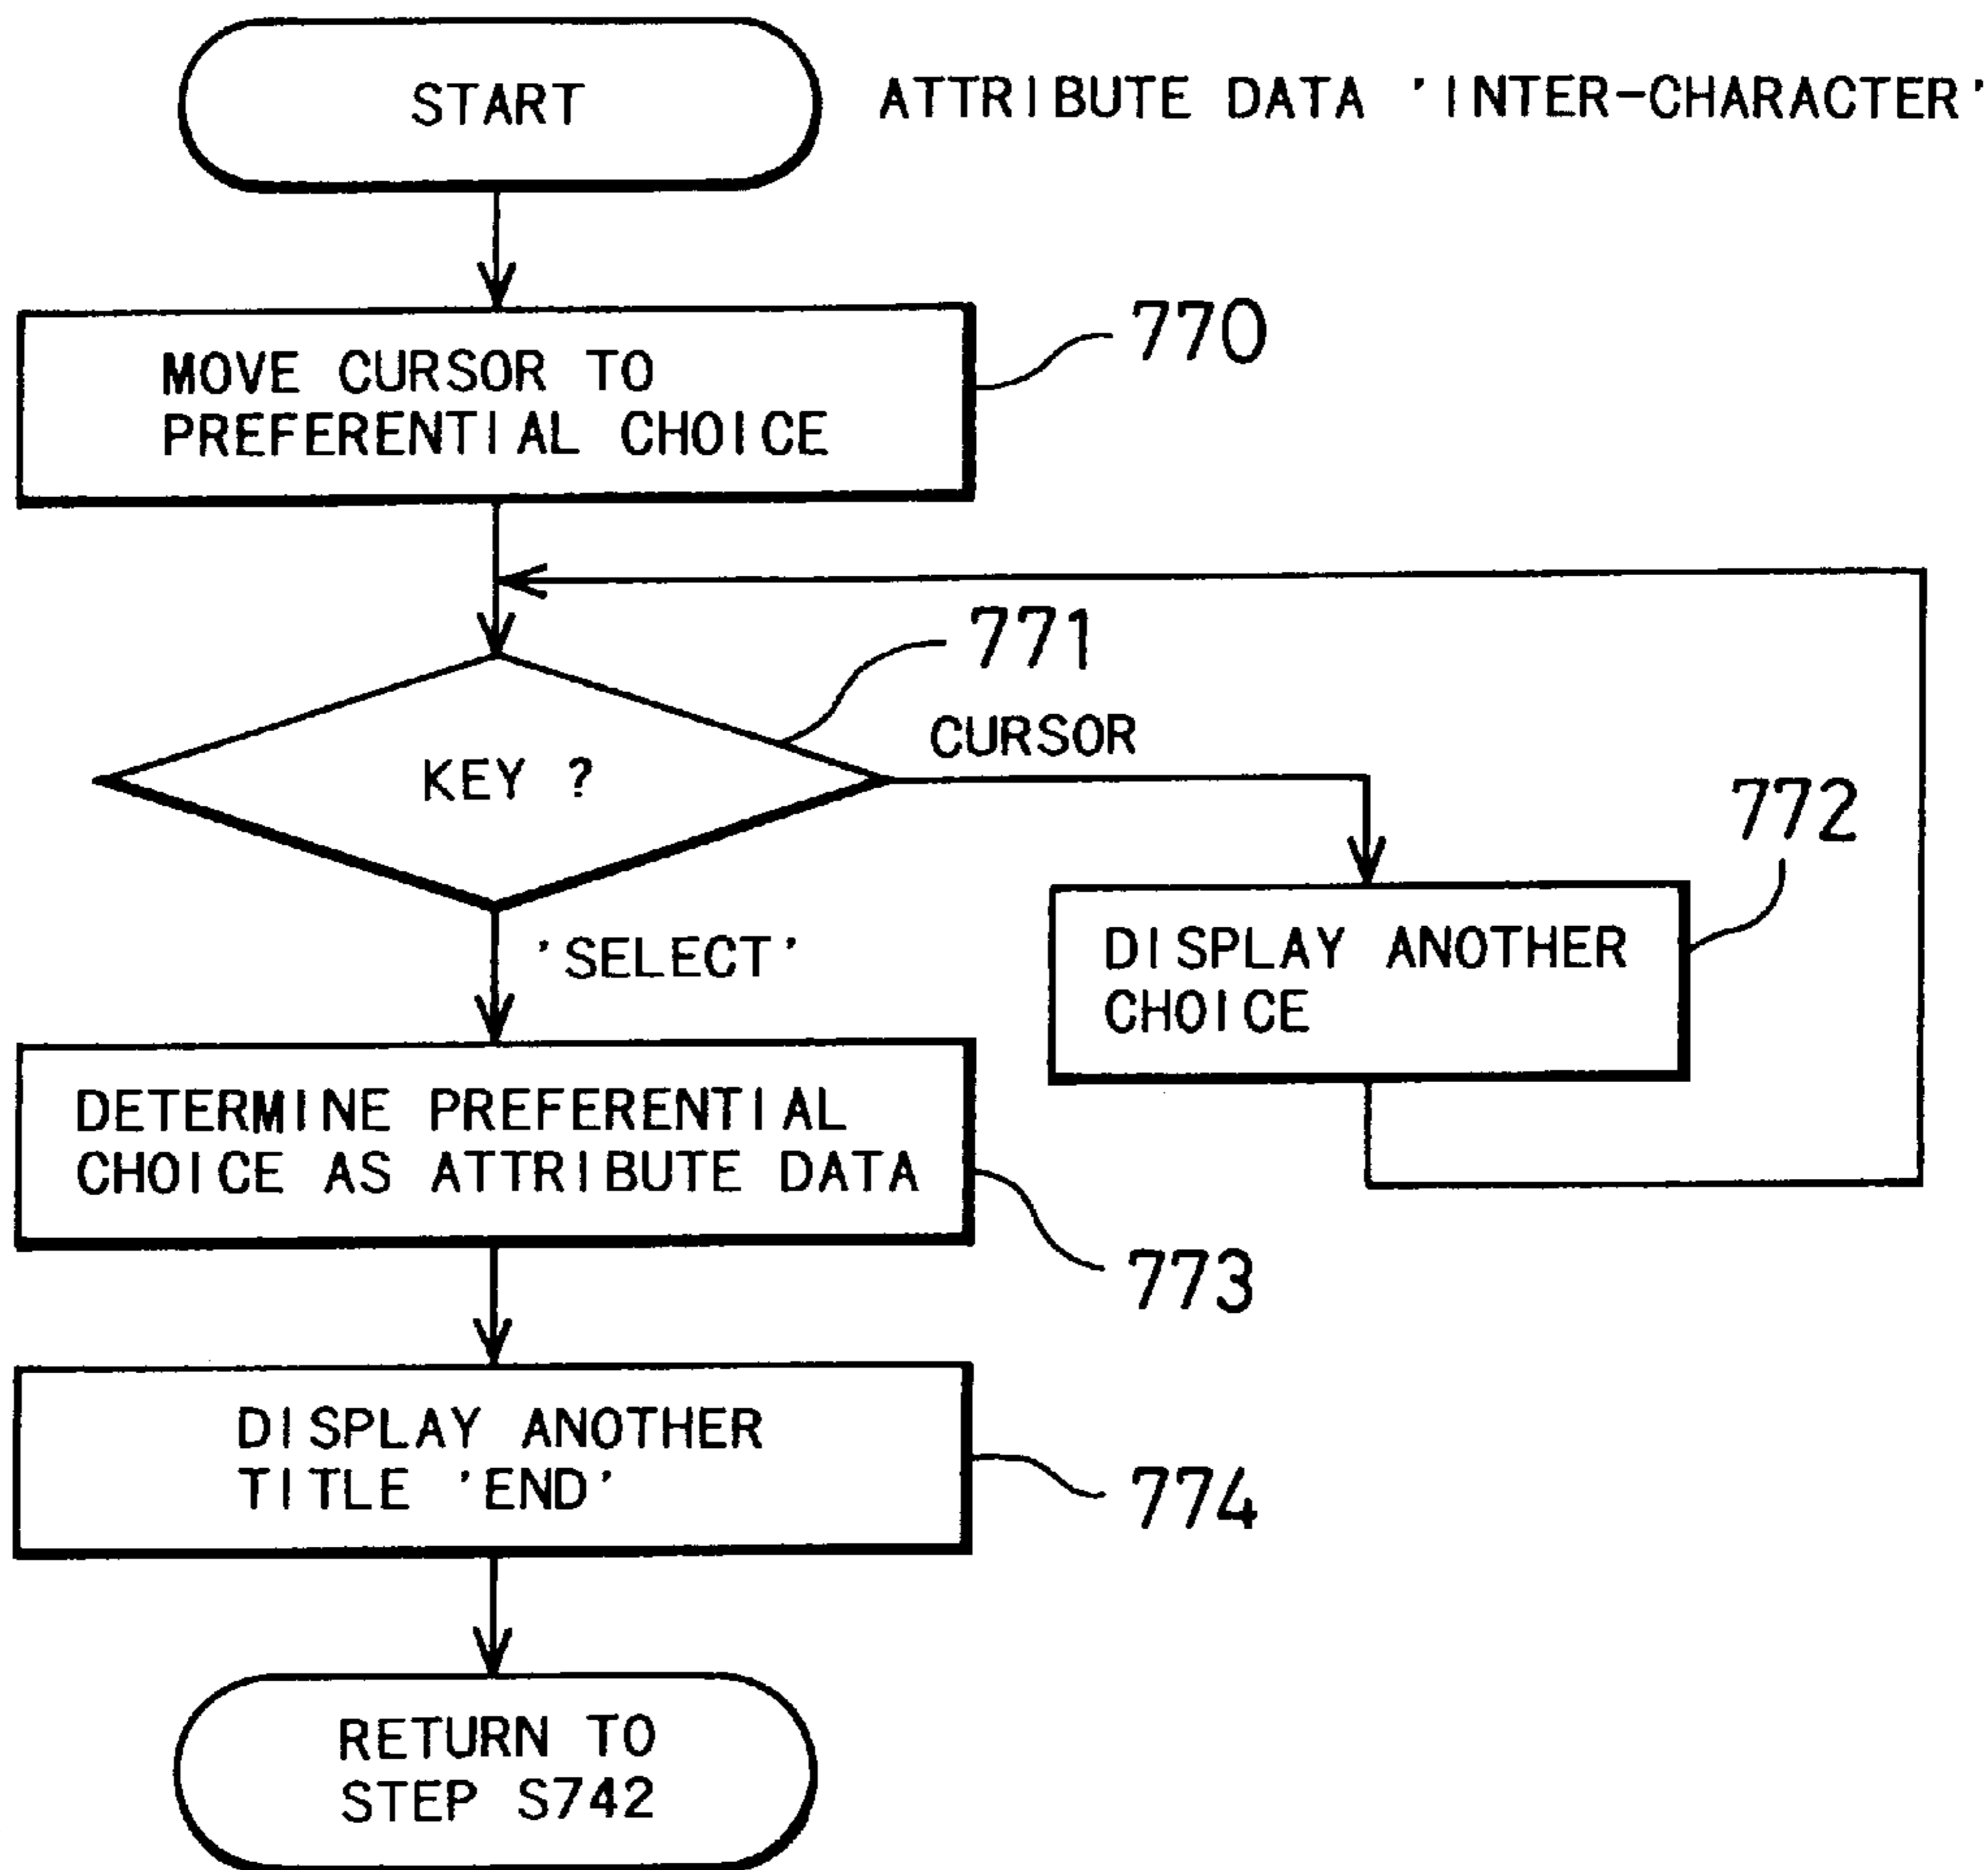 START
ATTRIBUTE DATA 'INTER-CHARACTER'
MOVE CURSOR TO
PREFERENTIAL CHOICE
770
771
KEY ?
CURSOR
772
'SELECT'
DISPLAY ANOTHER
CHOICE
DETERMINE PREFERENTIAL
CHOICE AS ATTRIBUTE DATA
773
DISPLAY ANOTHER
TITLE 'END'
774
RETURN TO
STEP S742